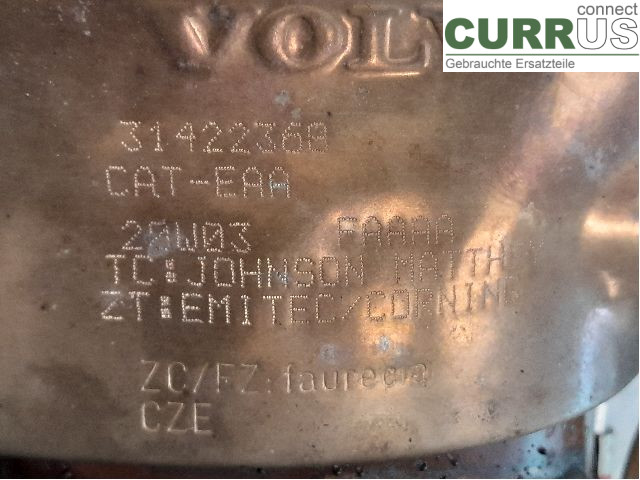 connect
CURRUS
Gebrauchte Ersatzteile
VOLV
31422368
CAT-EAA
20W03 FAAAA
TC:JOHNSON MATTHEY
ZT:EMITEC/CORNING
ZC/FZ:faurecia
CZE